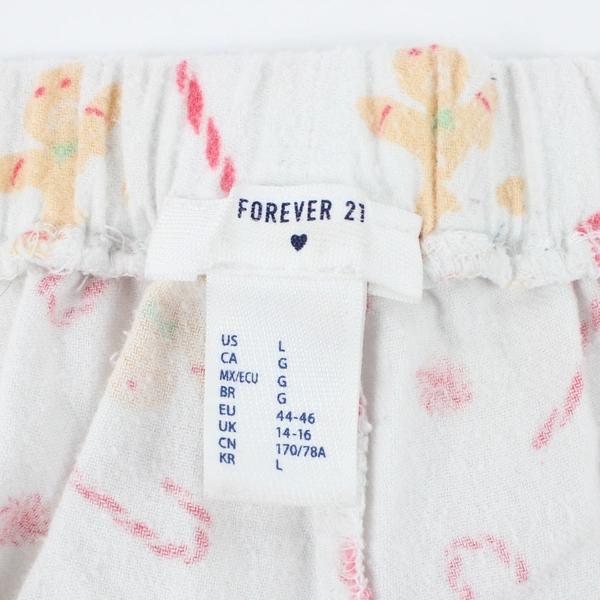 FOREVER 21
US L
CA G
MX/ECU G
BR G
EU 44-46
UK 14-16
CN 170/78A
KR L